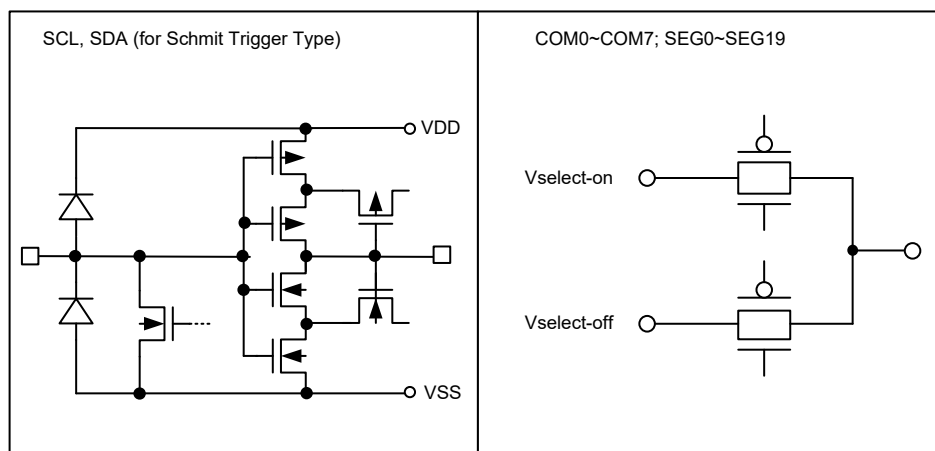 SCL, SDA (for Schmit Trigger Type)
VDD
VSS
COM0~COM7; SEG0~SEG19
Vselect-on
Vselect-off